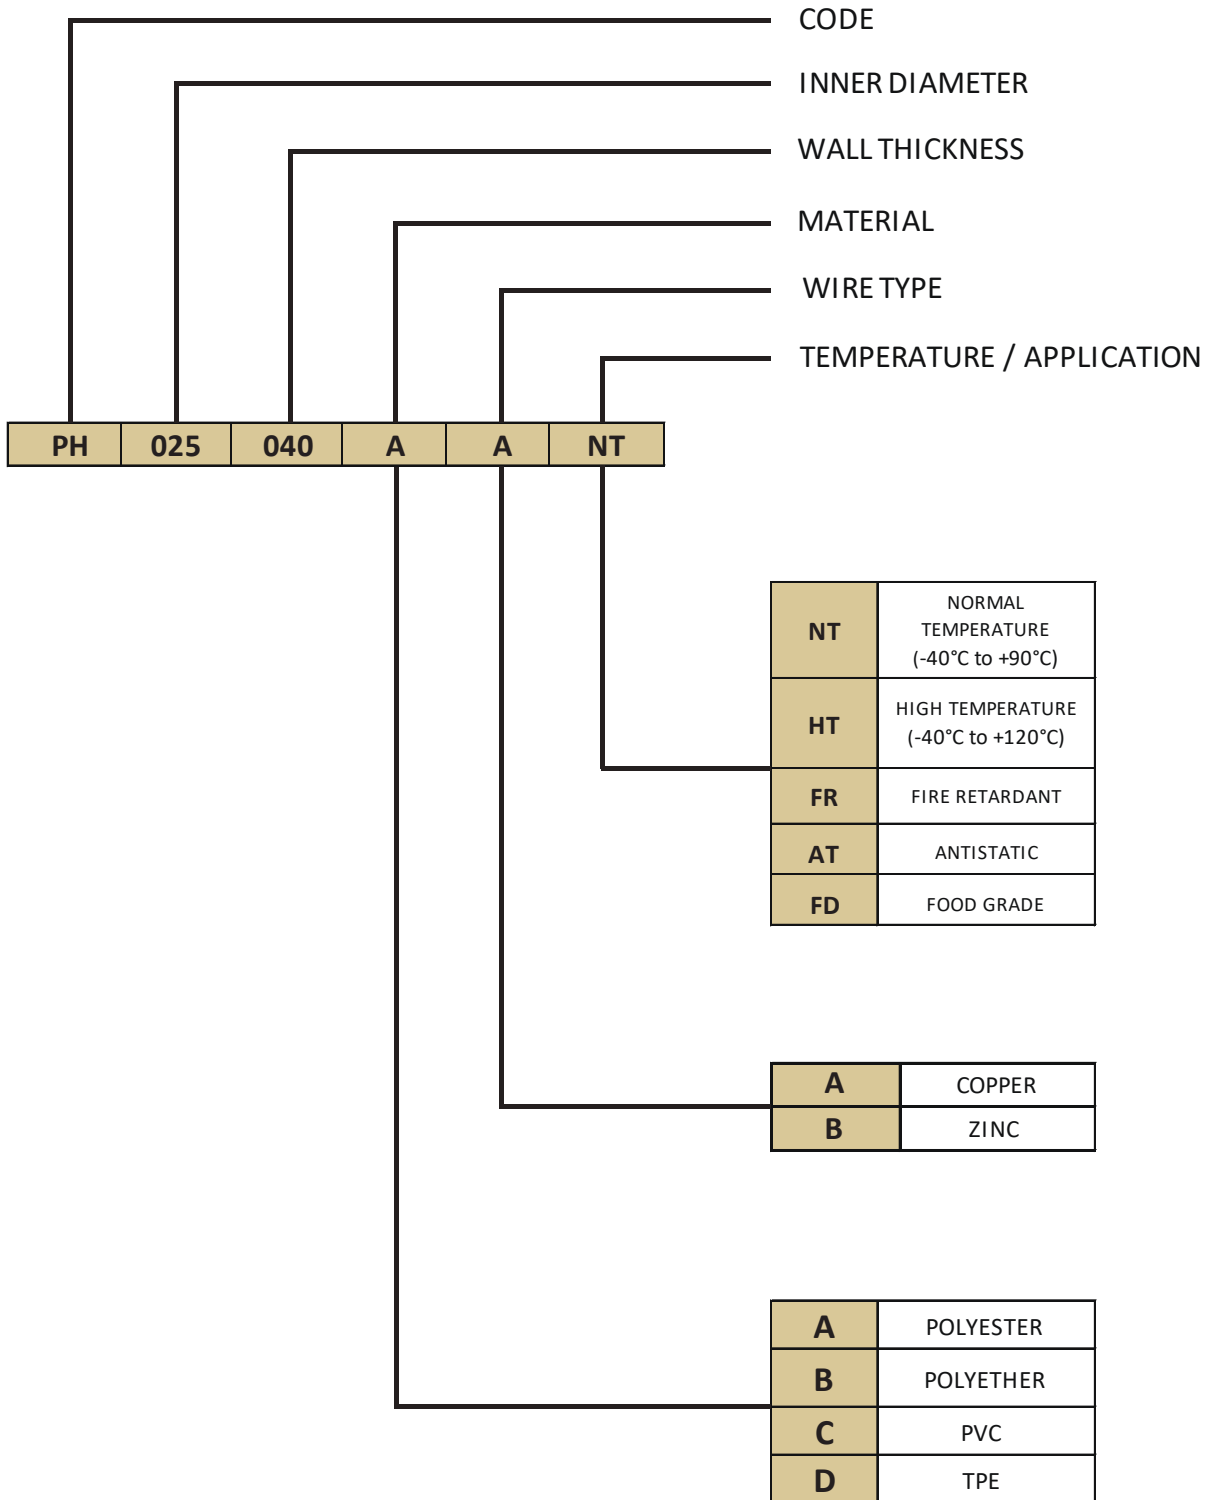 CODE
INNER DIAMETER
WALL THICKNESS
MATERIAL
WIRE TYPE
TEMPERATURE / APPLICATION
PH 025 040 A A NT
NT NORMAL
TEMPERATURE
(-40°C to +90°C)
HT HIGH TEMPERATURE
(-40°C to +120°C)
FR FIRE RETARDANT
AT ANTISTATIC
FD FOOD GRADE
A COPPER
B ZINC
A POLYESTER
B POLYETHER
C PVC
D TPE